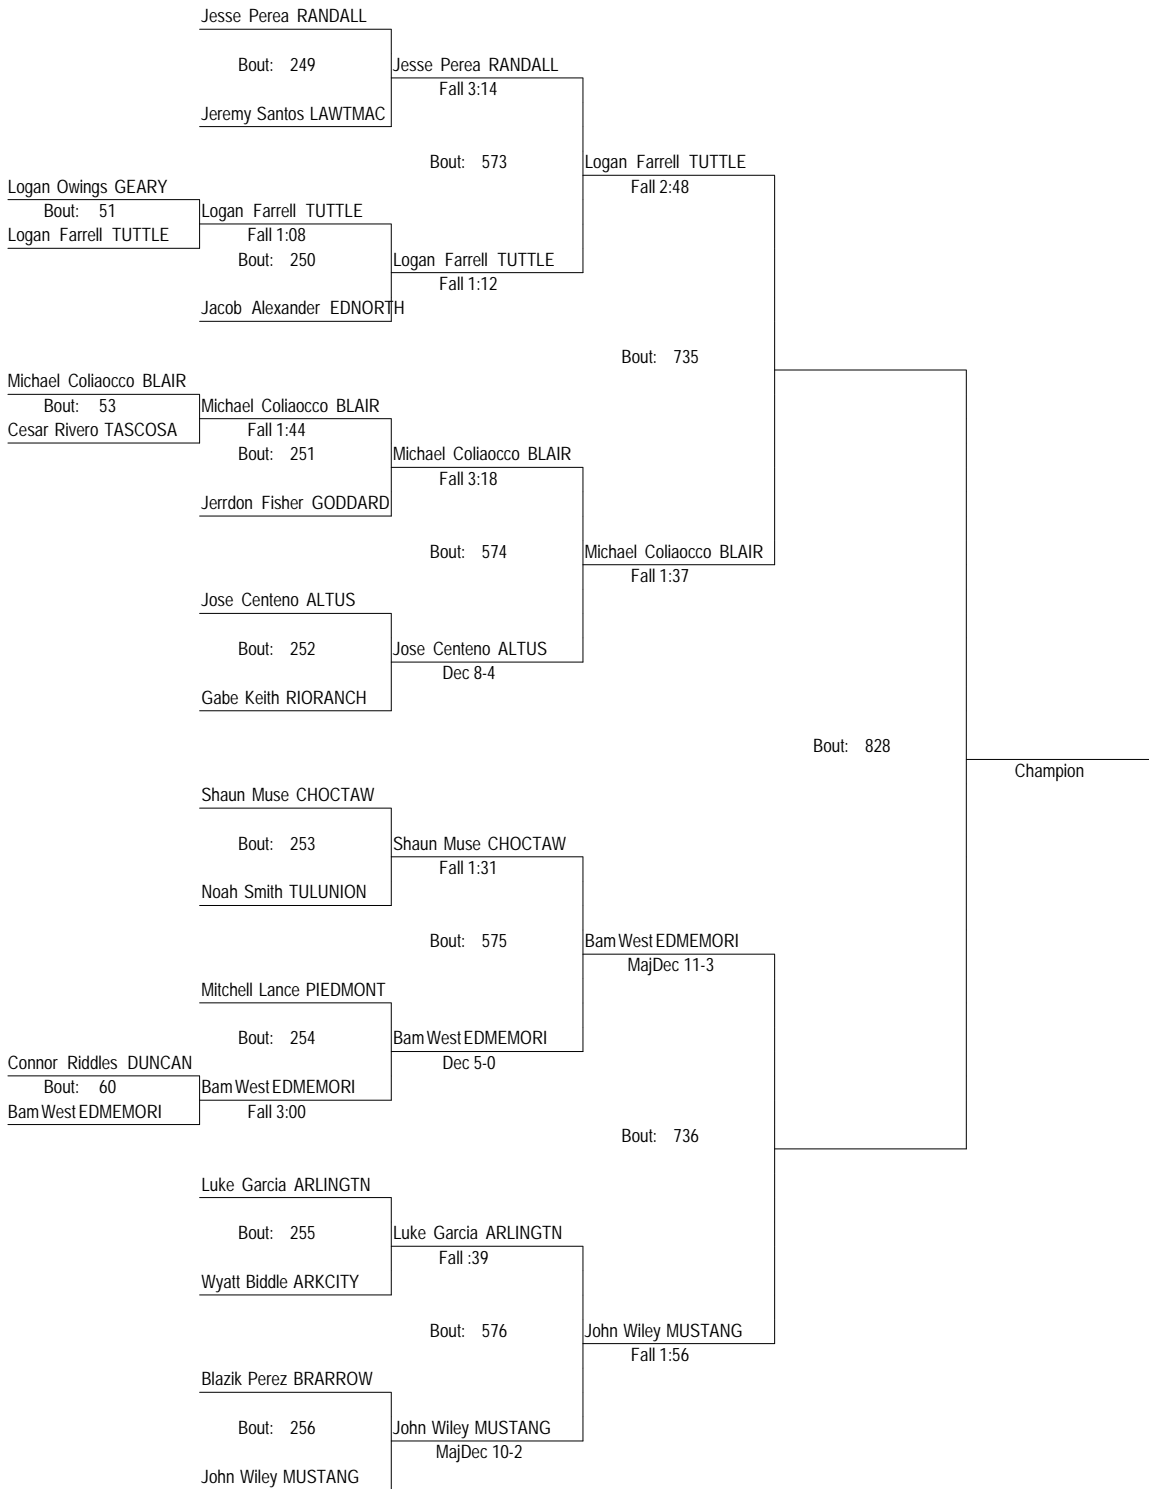 Jesse Perea RANDALL
Bout: 249
Jesse Perea RANDALL
Fall 3:14
Jeremy Santos LAWTMAC
Bout: 573
Logan Farrell TUTTLE
Fall 2:48
Logan Owings GEARY
Bout: 51
Logan Farrell TUTTLE
Logan Farrell TUTTLE
Fall 1:08
Bout: 250
Logan Farrell TUTTLE
Fall 1:12
Jacob Alexander EDNORTH
Bout: 735
Michael Coliaocco BLAIR
Bout: 53
Cesar Rivero TASCOSA
Michael Coliaocco BLAIR
Fall 1:44
Bout: 251
Michael Coliaocco BLAIR
Fall 3:18
Jerrdon Fisher GODDARD
Bout: 574
Michael Coliaocco BLAIR
Fall 1:37
Jose Centeno ALTUS
Bout: 252
Jose Centeno ALTUS
Dec 8-4
Gabe Keith RIORANCH
Bout: 828
Champion
Shaun Muse CHOCTAW
Bout: 253
Shaun Muse CHOCTAW
Fall 1:31
Noah Smith TULUNION
Bout: 575
Bam West EDMEMORI
MajDec 11-3
Mitchell Lance PIEDMONT
Bout: 254
Bam West EDMEMORI
Dec 5-0
Connor Riddles DUNCAN
Bout: 60
Bam West EDMEMORI
Bam West EDMEMORI
Fall 3:00
Bout: 736
Luke Garcia ARLINGTN
Bout: 255
Luke Garcia ARLINGTN
Fall :39
Wyatt Biddle ARKCITY
Bout: 576
John Wiley MUSTANG
Fall 1:56
Blazik Perez BRARROW
Bout: 256
John Wiley MUSTANG
MajDec 10-2
John Wiley MUSTANG